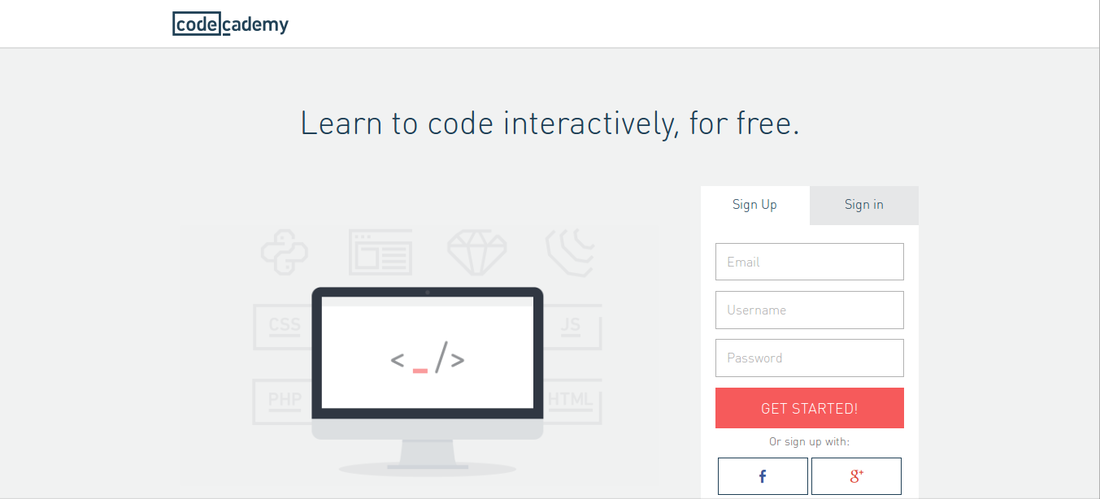 codecademy
Learn to code interactively, for free.
Sign Up
Sign in
Email
Username
Password
GET STARTED!
Or sign up with:
f
g+
CSS
JS
< _ />
PHP
HTML